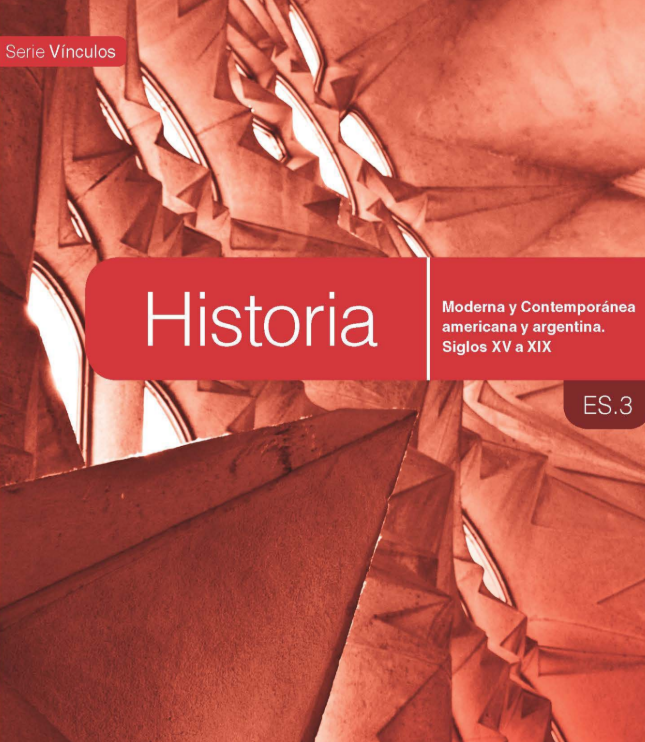 Serie Vínculos
Historia
Moderna y Contemporánea
americana y argentina.
Siglos XV a XIX
ES.3